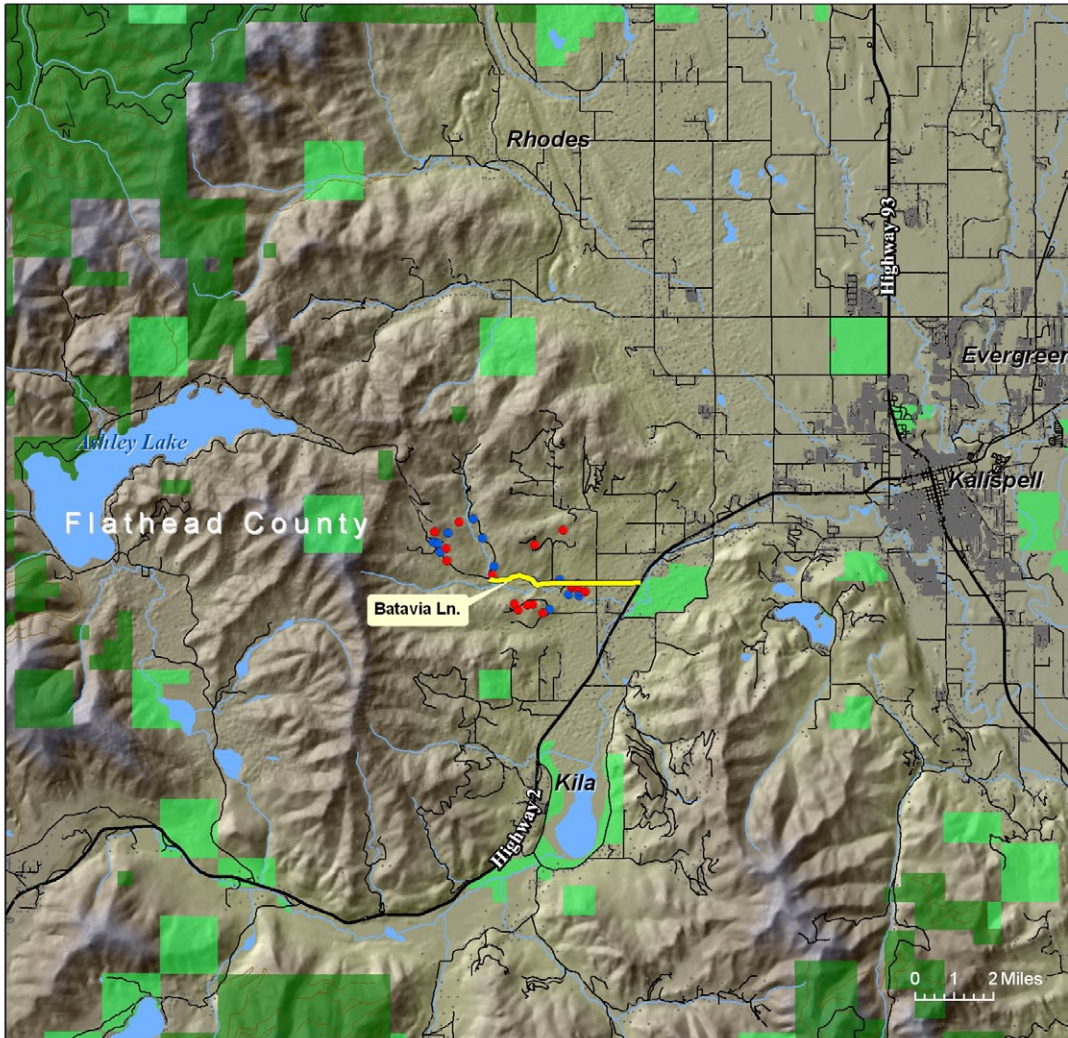 N
Rhodes
Highway 93
Evergreen
Ashley Lake
Kalispell
Flathead County
Batavia Ln.
Kila
Highway 2
0 1 2 Miles